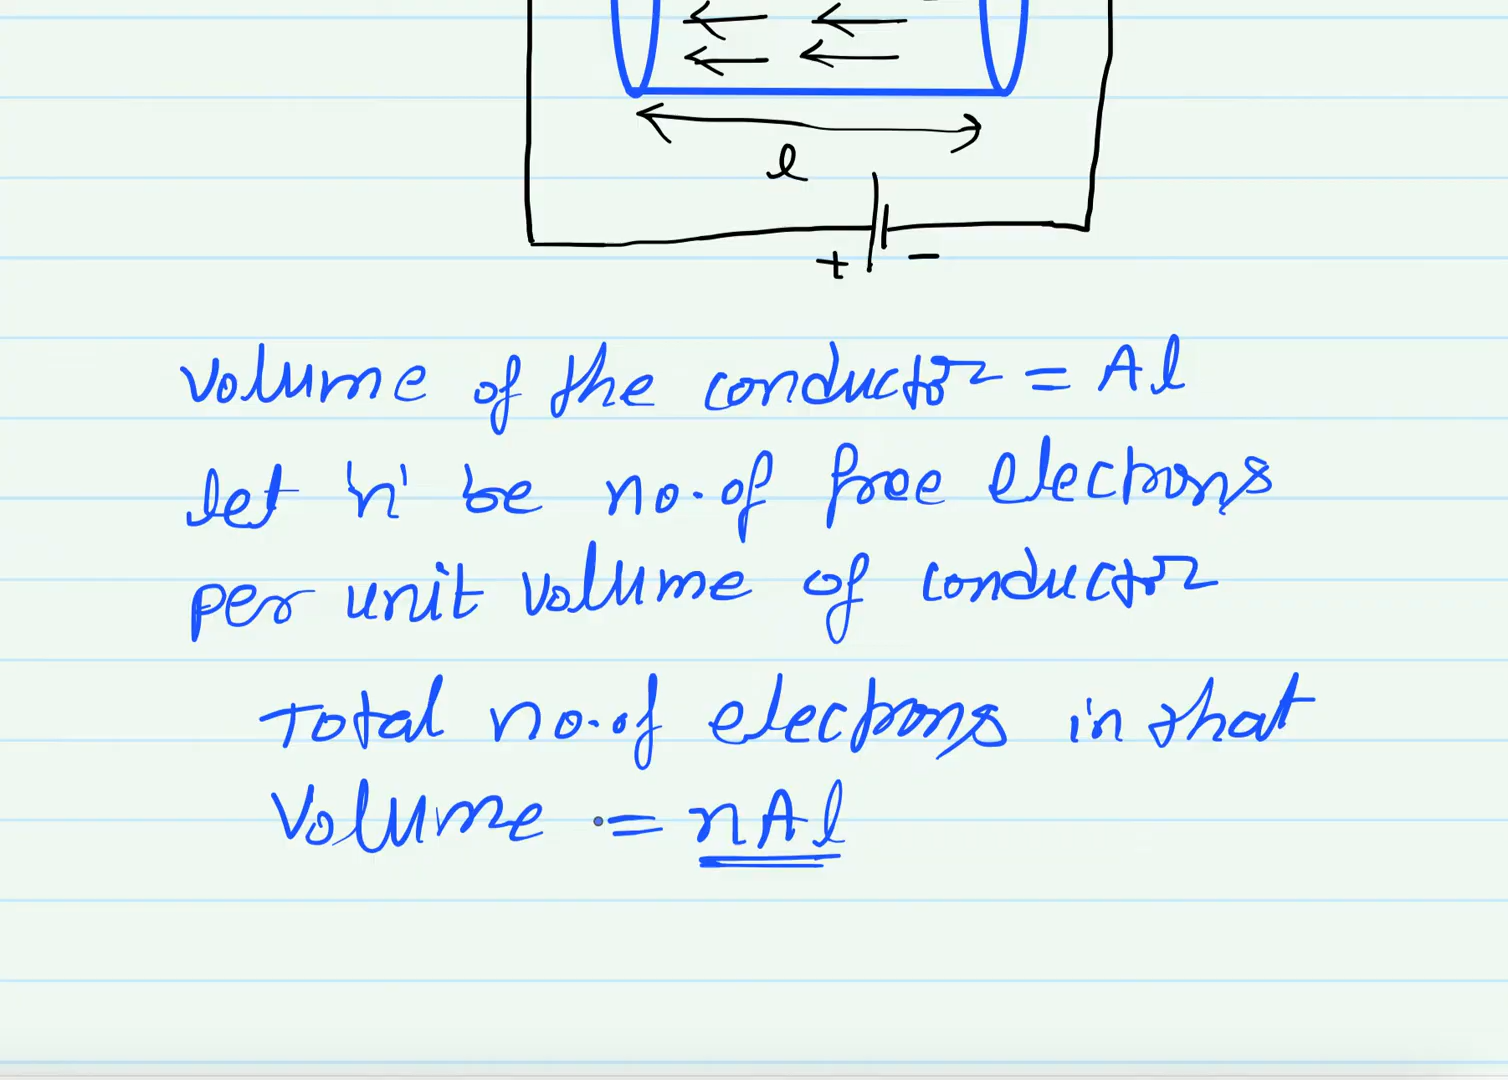 l
+ −
volume of the conductor = Al
let 'n' be no. of free electrons
per unit volume of conductor
Total no. of electrons in that
Volume = nAl